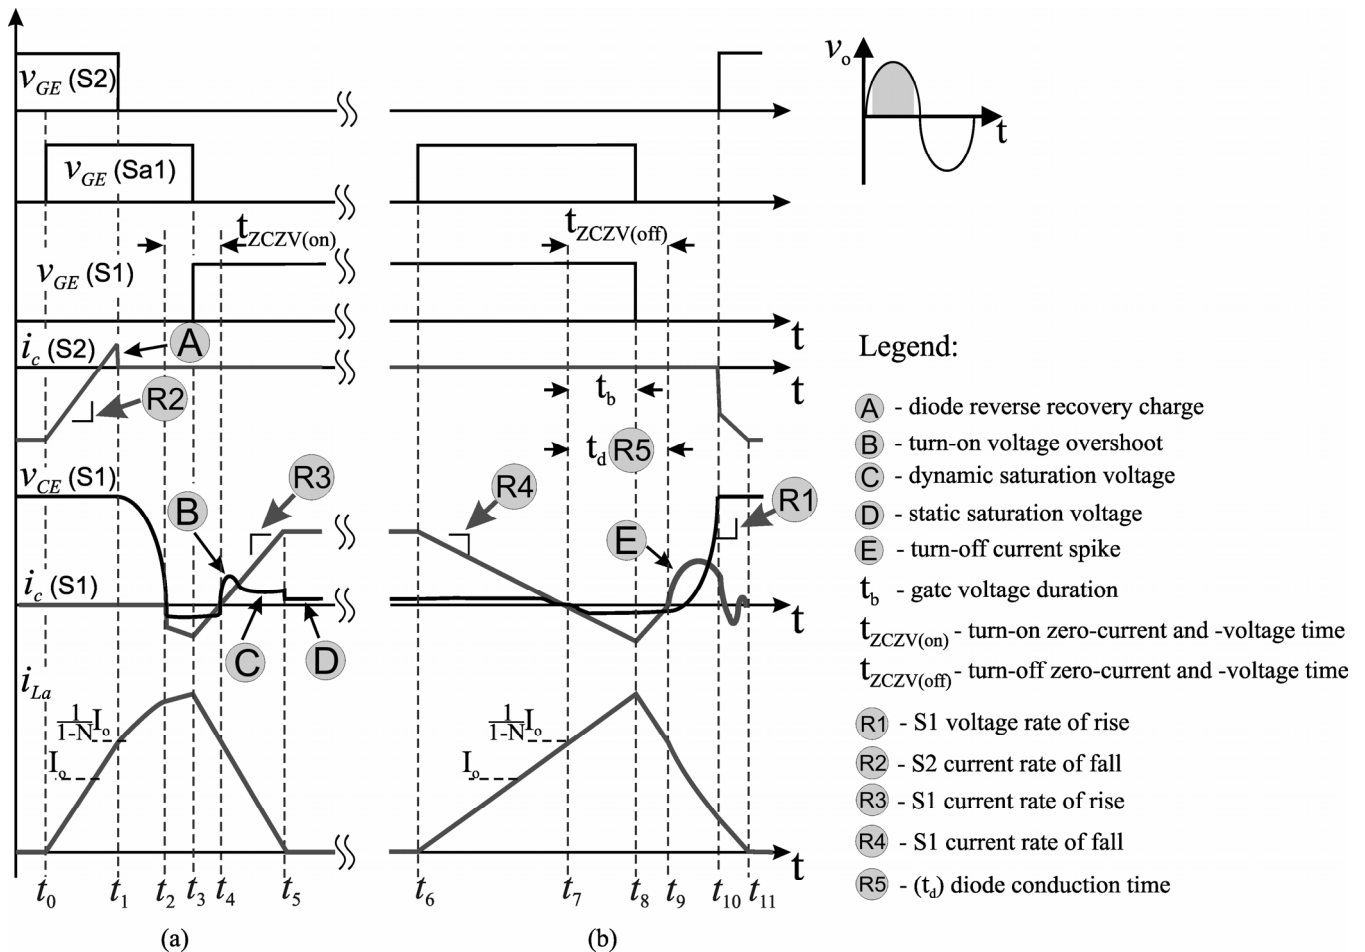 v_GE (S2)
v_o
t
v_GE (Sa1)
t_ZCZV(on)
t_ZCZV(off)
v_GE (S1)
t
i_c (S2)
A
t
R2
t_b
t_d R5
v_CE (S1)
R3
R4
R1
B
E
i_c (S1)
t
C
D
i_La
1/1-N I_o
I_o
1/1-N I_o
I_o
t
t_0 t_1 t_2 t_3 t_4 t_5 t_6 t_7 t_8 t_9 t_10 t_11
(a) (b)
Legend:
A - diode reverse recovery charge
B - turn-on voltage overshoot
C - dynamic saturation voltage
D - static saturation voltage
E - turn-off current spike
t_b - gate voltage duration
t_ZCZV(on) - turn-on zero-current and -voltage time
t_ZCZV(off) - turn-off zero-current and -voltage time
R1 - S1 voltage rate of rise
R2 - S2 current rate of fall
R3 - S1 current rate of rise
R4 - S1 current rate of fall
R5 - (t_d) diode conduction time